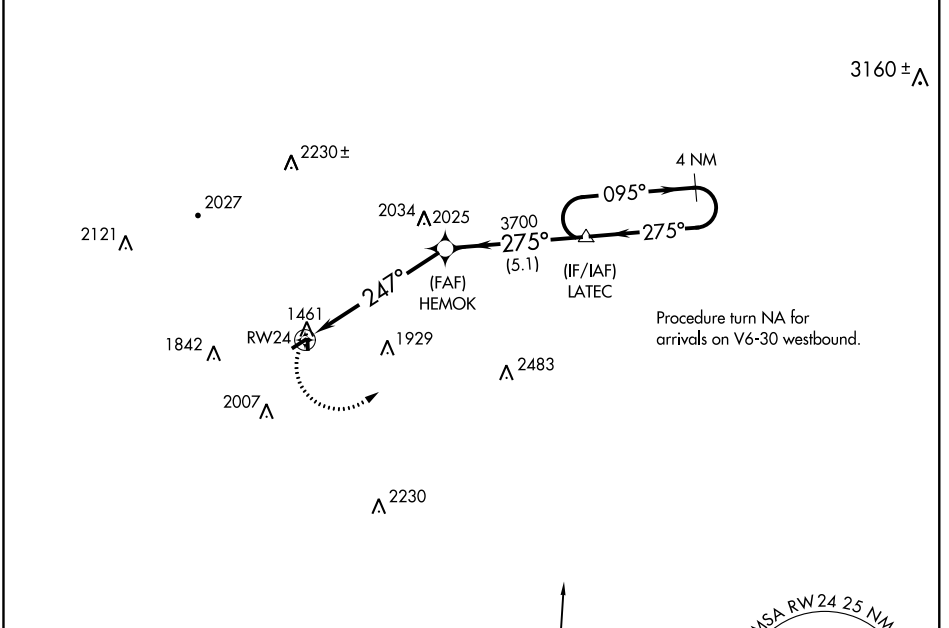 3160 ±
4 NM
2230 ±
095°
2027
2034
2025
3700
275°
275°
2121
(5.1)
(IF/IAF)
LATEC
(FAF)
HEMOK
247°
1461
RW24
Procedure turn NA for
arrivals on V6-30 westbound.
1929
1842
2483
2007
2230
MSA RW24 25 NM